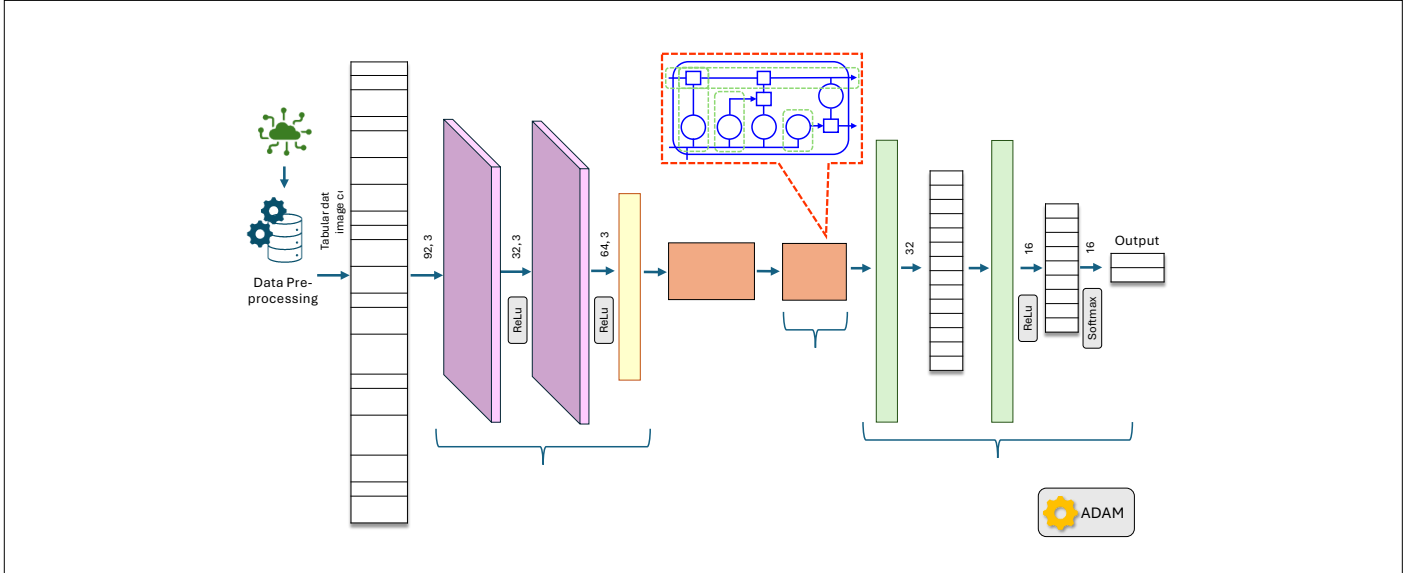 Data Pre-
processing
Tabular dat
image
92, 3
32, 3
ReLu
64, 3
ReLu
32
16
ReLu
16
Softmax
Output
ADAM